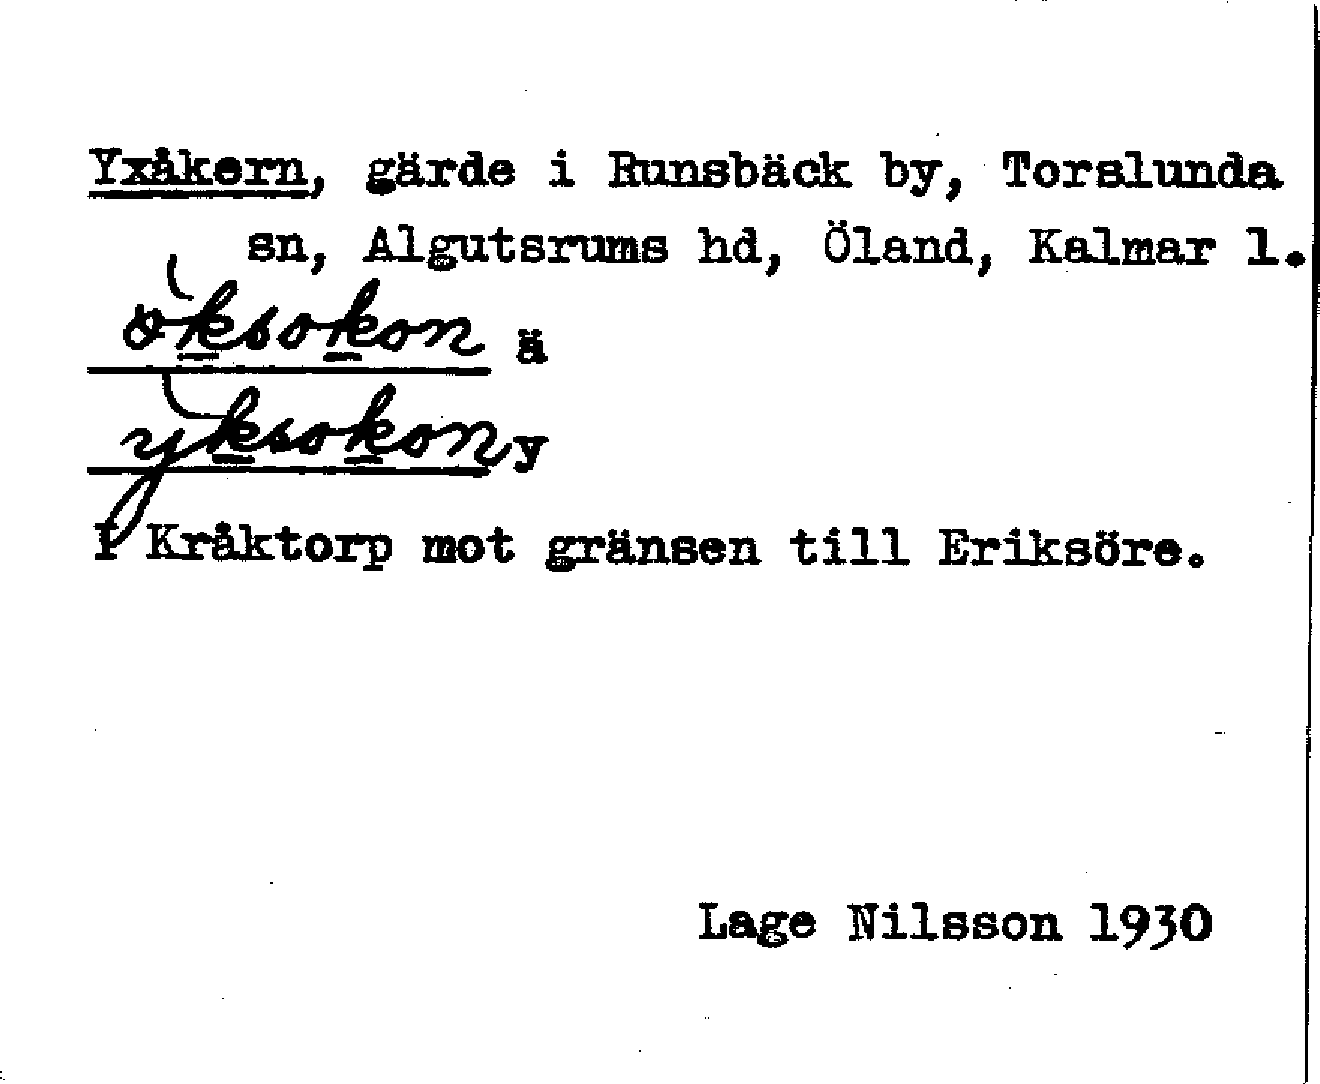 Yxåkern, gärde i Runsbäck by, Torslunda
sn, Algutsrums hd, Öland, Kalmar l.
öksokon ä
yksokon y
I Kråktorp mot gränsen till Eriksöre.
Lage Nilsson 1930